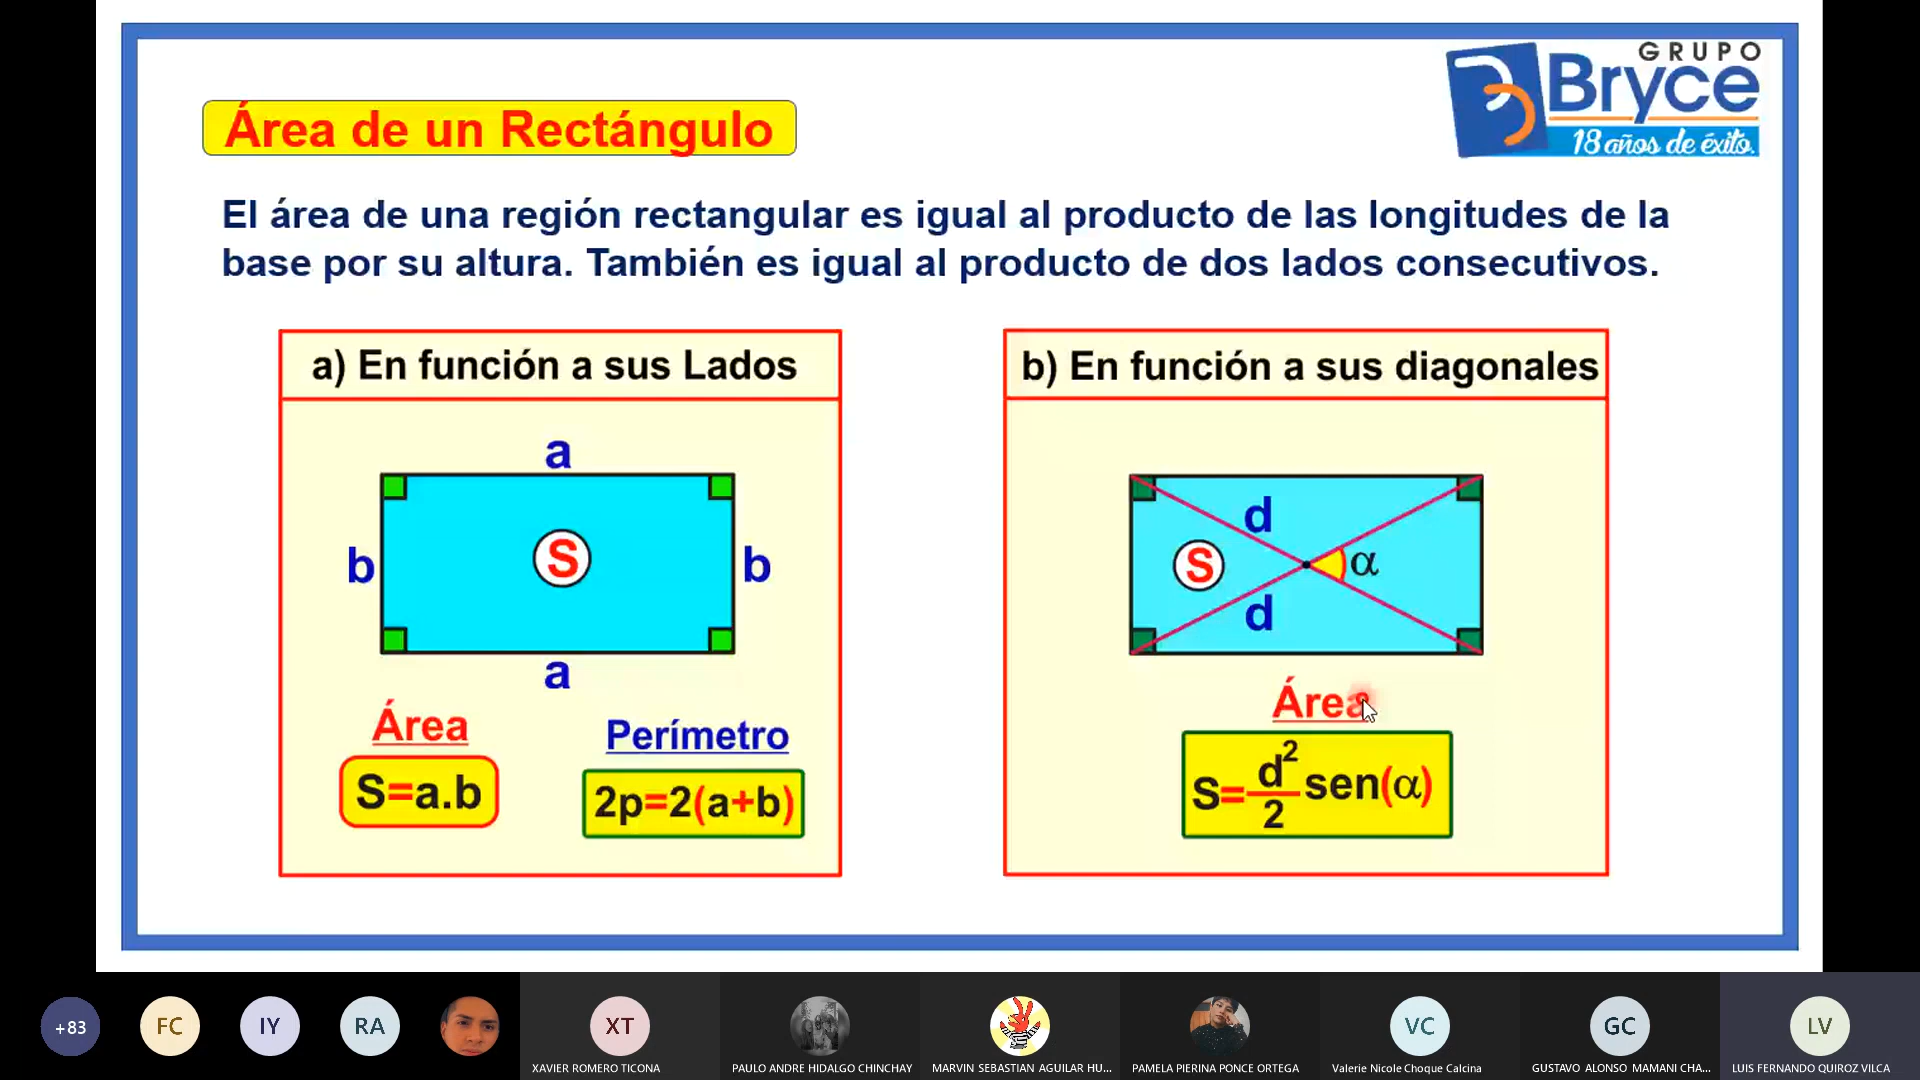 GRUPO
Bryce
18 años de éxito.
Área de un Rectángulo
El área de una región rectangular es igual al producto de las longitudes de la
base por su altura. También es igual al producto de dos lados consecutivos.
a) En función a sus Lados
a
b
S
b
a
Área
Perímetro
S=a.b
2p=2(a+b)
b) En función a sus diagonales
d
S
α
d
Área
S=d²/2 sen(α)
+83
FC
IY
RA
XT
VC
GC
LV
XAVIER ROMERO TICONA
PAULO ANDRE HIDALGO CHINCHAY
MARVIN SEBASTIAN AGUILAR HU...
PAMELA PIERINA PONCE ORTEGA
Valerie Nicole Choque Calcina
GUSTAVO ALONSO MAMANI CHA...
LUIS FERNANDO QUIROZ VILCA